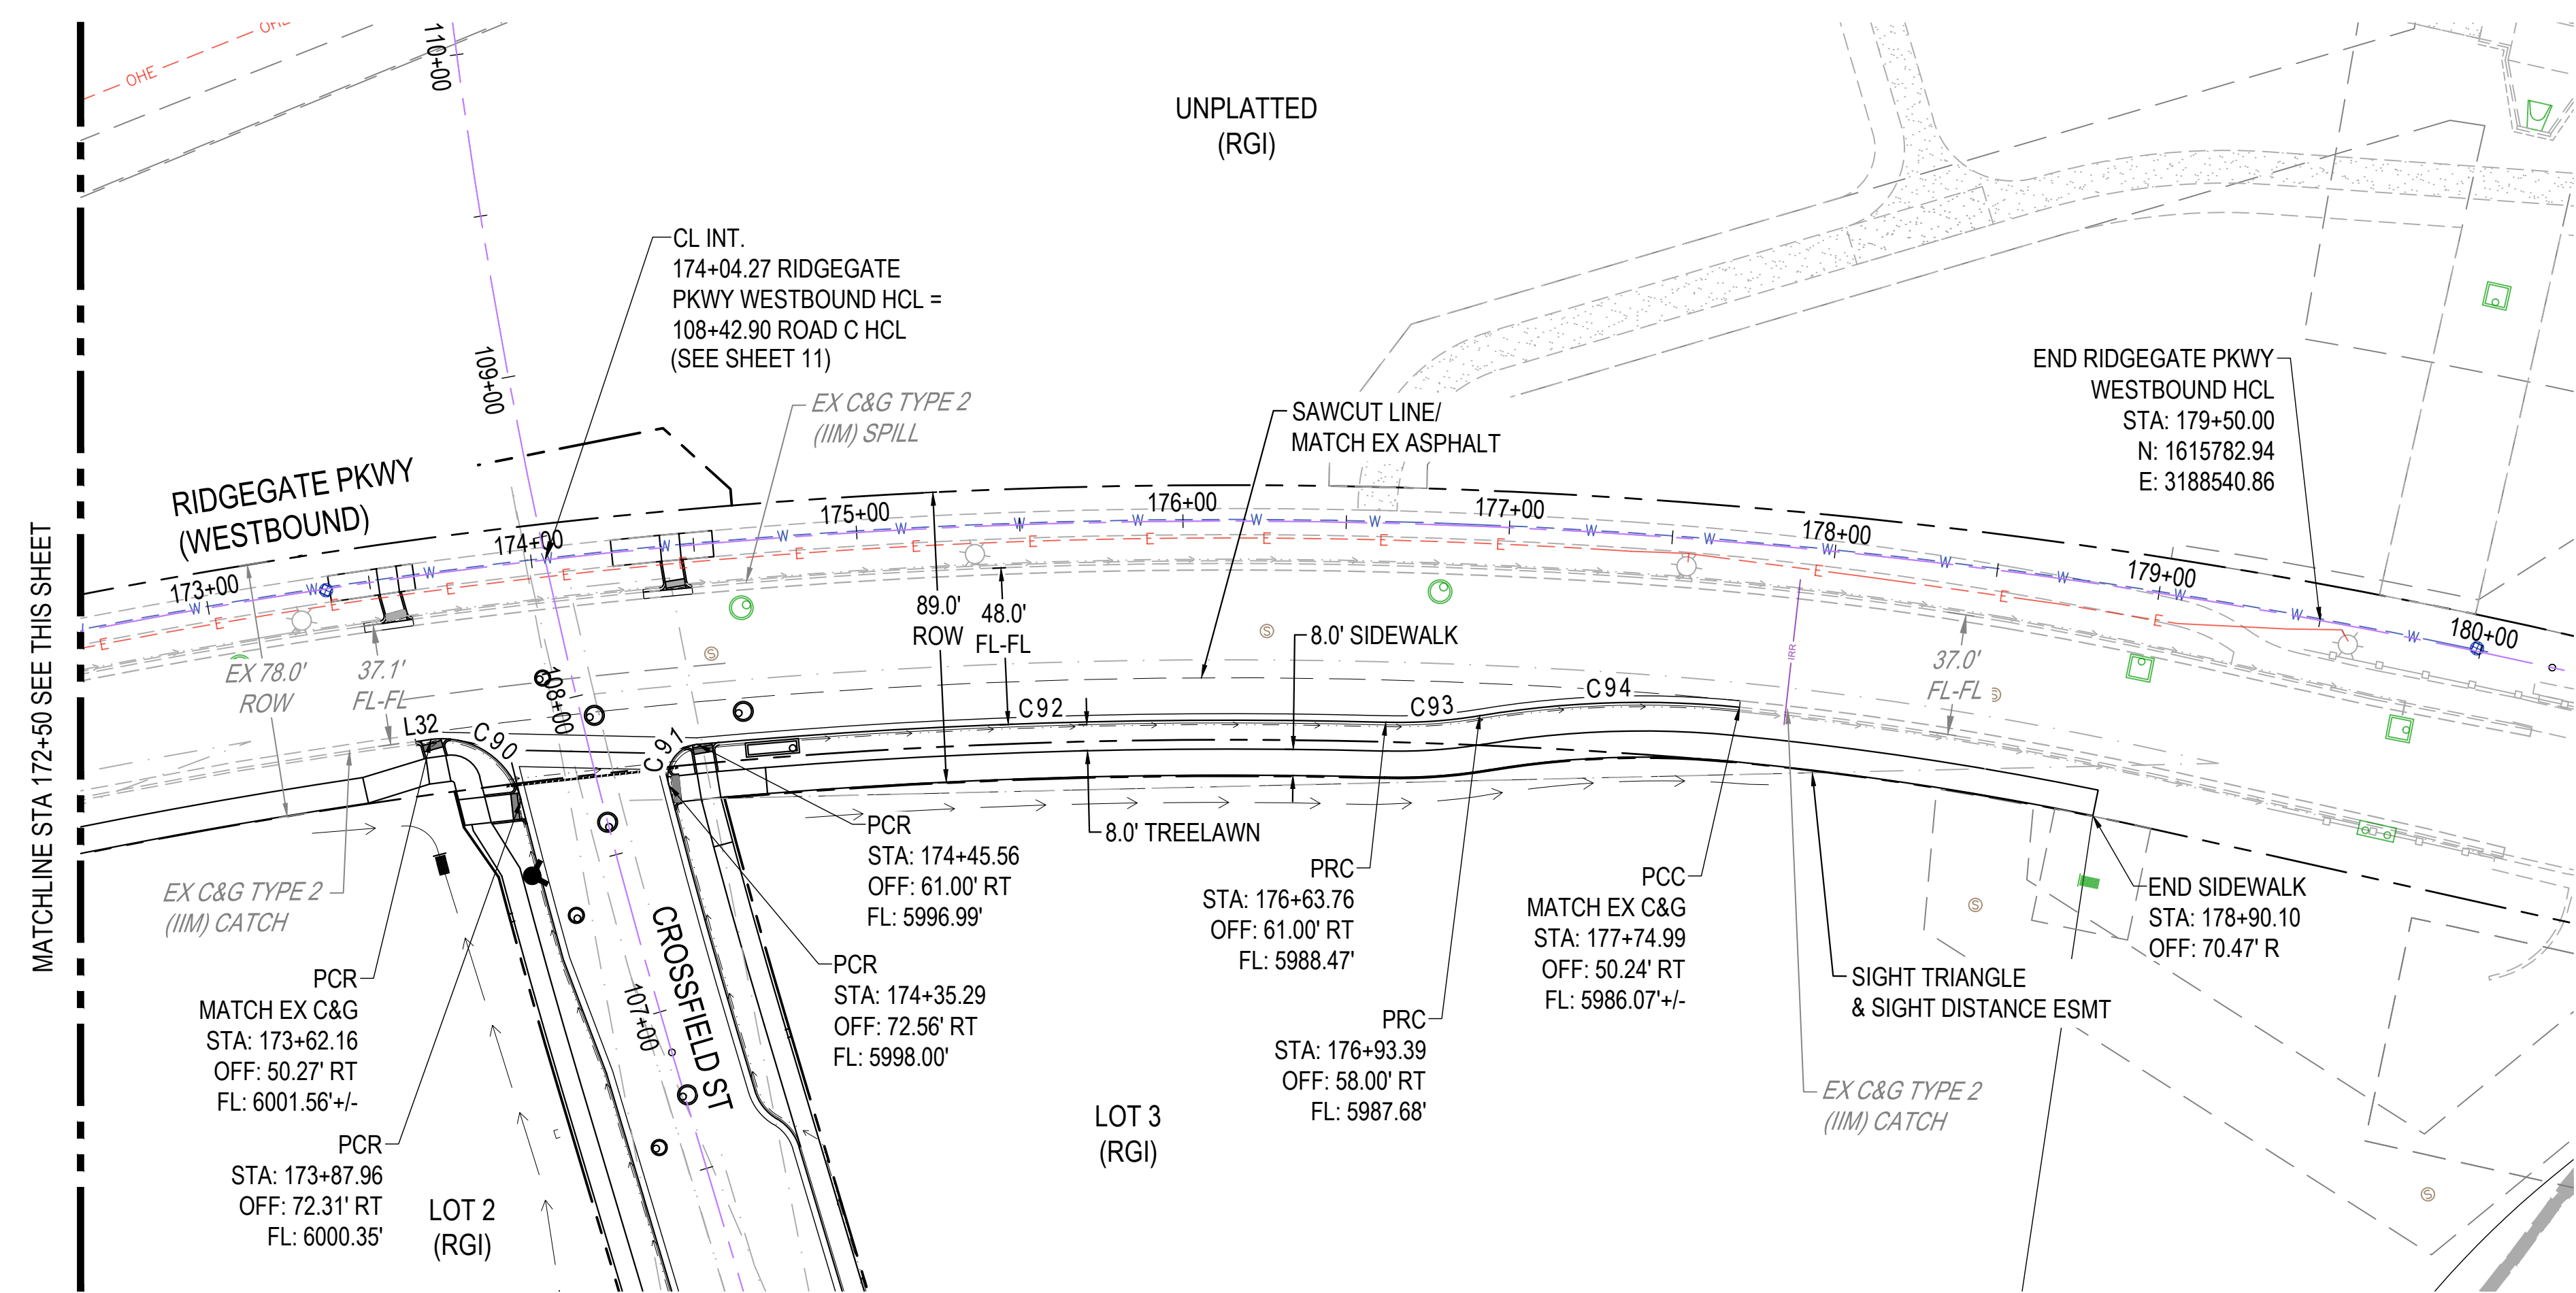 OHE
110+00
UNPLATTED
(RGI)
CL INT.
174+04.27 RIDGEGATE
PKWY WESTBOUND HCL =
108+42.90 ROAD C HCL
(SEE SHEET 11)
109+00
EX C&G TYPE 2
(IIM) SPILL
SAWCUT LINE/
MATCH EX ASPHALT
END RIDGEGATE PKWY
WESTBOUND HCL
STA: 179+50.00
N: 1615782.94
E: 3188540.86
RIDGEGATE PKWY
(WESTBOUND)
173+00
174+00
175+00
176+00
177+00
178+00
179+00
180+00
MATCHLINE STA 172+50 SEE THIS SHEET
EX 78.0'
ROW
37.1'
FL-FL
89.0'
ROW
48.0'
FL-FL
8.0' SIDEWALK
IRR
37.0'
FL-FL
108+00
L32
C90
C91
C92
C93
C94
8.0' TREELAWN
EX C&G TYPE 2
(IIM) CATCH
PCR
STA: 174+45.56
OFF: 61.00' RT
FL: 5996.99'
PRC
STA: 176+63.76
OFF: 61.00' RT
FL: 5988.47'
PCC
MATCH EX C&G
STA: 177+74.99
OFF: 50.24' RT
FL: 5986.07'+/-
END SIDEWALK
STA: 178+90.10
OFF: 70.47' R
PCR
MATCH EX C&G
STA: 173+62.16
OFF: 50.27' RT
FL: 6001.56'+/-
CROSSFIELD ST
107+00
PCR
STA: 174+35.29
OFF: 72.56' RT
FL: 5998.00'
SIGHT TRIANGLE
& SIGHT DISTANCE ESMT
PRC
STA: 176+93.39
OFF: 58.00' RT
FL: 5987.68'
EX C&G TYPE 2
(IIM) CATCH
PCR
STA: 173+87.96
OFF: 72.31' RT
FL: 6000.35'
LOT 2
(RGI)
LOT 3
(RGI)